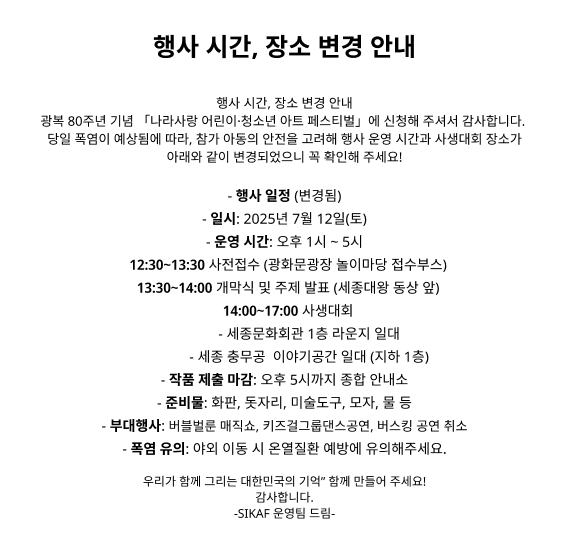 행사 시간, 장소 변경 안내
행사 시간, 장소 변경 안내
광복 80주년 기념 「나라사랑 어린이·청소년 아트 페스티벌」에 신청해 주셔서 감사합니다.
당일 폭염이 예상됨에 따라, 참가 아동의 안전을 고려해 행사 운영 시간과 사생대회 장소가
아래와 같이 변경되었으니 꼭 확인해 주세요!
- 행사 일정 (변경됨)
- 일시: 2025년 7월 12일(토)
- 운영 시간: 오후 1시 ~ 5시
12:30~13:30 사전접수 (광화문광장 놀이마당 접수부스)
13:30~14:00 개막식 및 주제 발표 (세종대왕 동상 앞)
14:00~17:00 사생대회
- 세종문화회관 1층 라운지 일대
- 세종 충무공 이야기공간 일대 (지하 1층)
- 작품 제출 마감: 오후 5시까지 종합 안내소
- 준비물: 화판, 돗자리, 미술도구, 모자, 물 등
- 부대행사: 버블벌룬 매직쇼, 키즈걸그룹댄스공연, 버스킹 공연 취소
- 폭염 유의: 야외 이동 시 온열질환 예방에 유의해주세요.
우리가 함께 그리는 대한민국의 기억” 함께 만들어 주세요!
감사합니다.
-SIKAF 운영팀 드림-